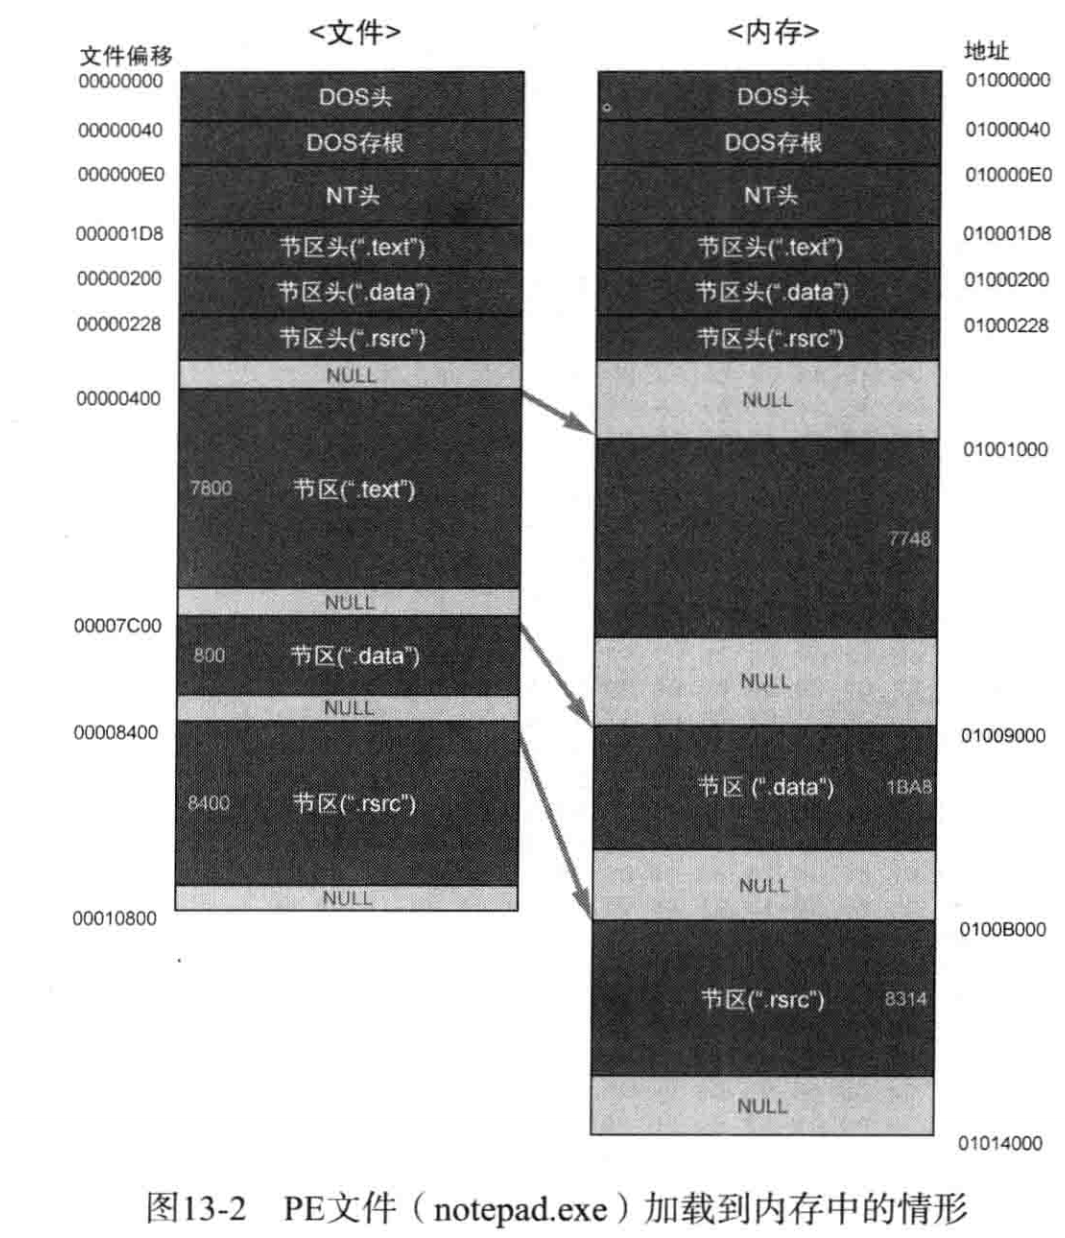 <文件>
<内存>
文件偏移
地址
00000000
DOS头
DOS头
01000000
00000040
DOS存根
DOS存根
01000040
000000E0
NT头
NT头
010000E0
000001D8
节区头(“.text”)
节区头(“.text”)
010001D8
00000200
节区头(“.data”)
节区头(“.data”)
01000200
00000228
节区头(“.rsrc”)
节区头(“.rsrc”)
01000228
NULL
NULL
00000400
01001000
7800
节区(“.text”)
7748
NULL
NULL
00007C00
800
节区(“.data”)
01009000
NULL
00008400
节区 (“.data”)
1BA8
8400
节区(“.rsrc”)
NULL
NULL
00010800
0100B000
节区(“.rsrc”)
8314
NULL
01014000
图13-2 PE文件（notepad.exe）加载到内存中的情形